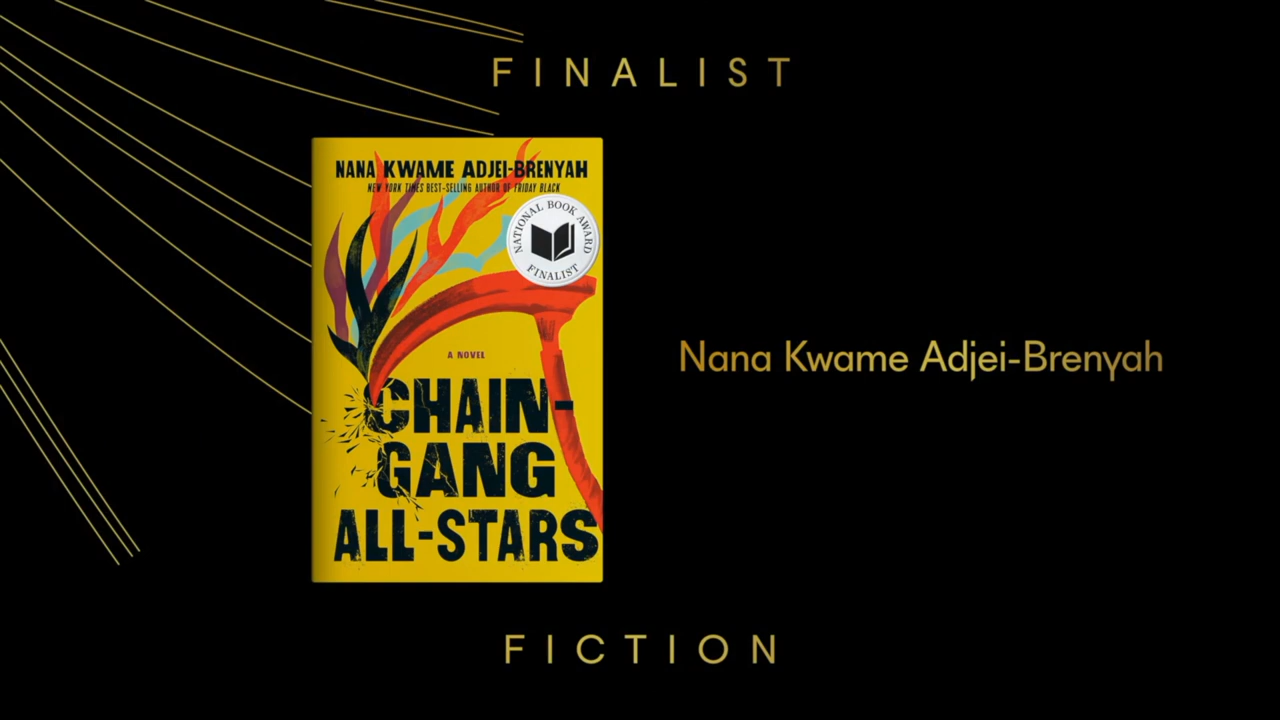 FINALIST
NANA KWAME ADJEI-BRENYAH
NEW YORK TIMES BEST-SELLING AUTHOR OF FRIDAY BLACK
NATIONAL BOOK AWARD
FINALIST
A NOVEL
CHAIN-
GANG
ALL-STARS
Nana Kwame Adjei-Brenyah
FICTION